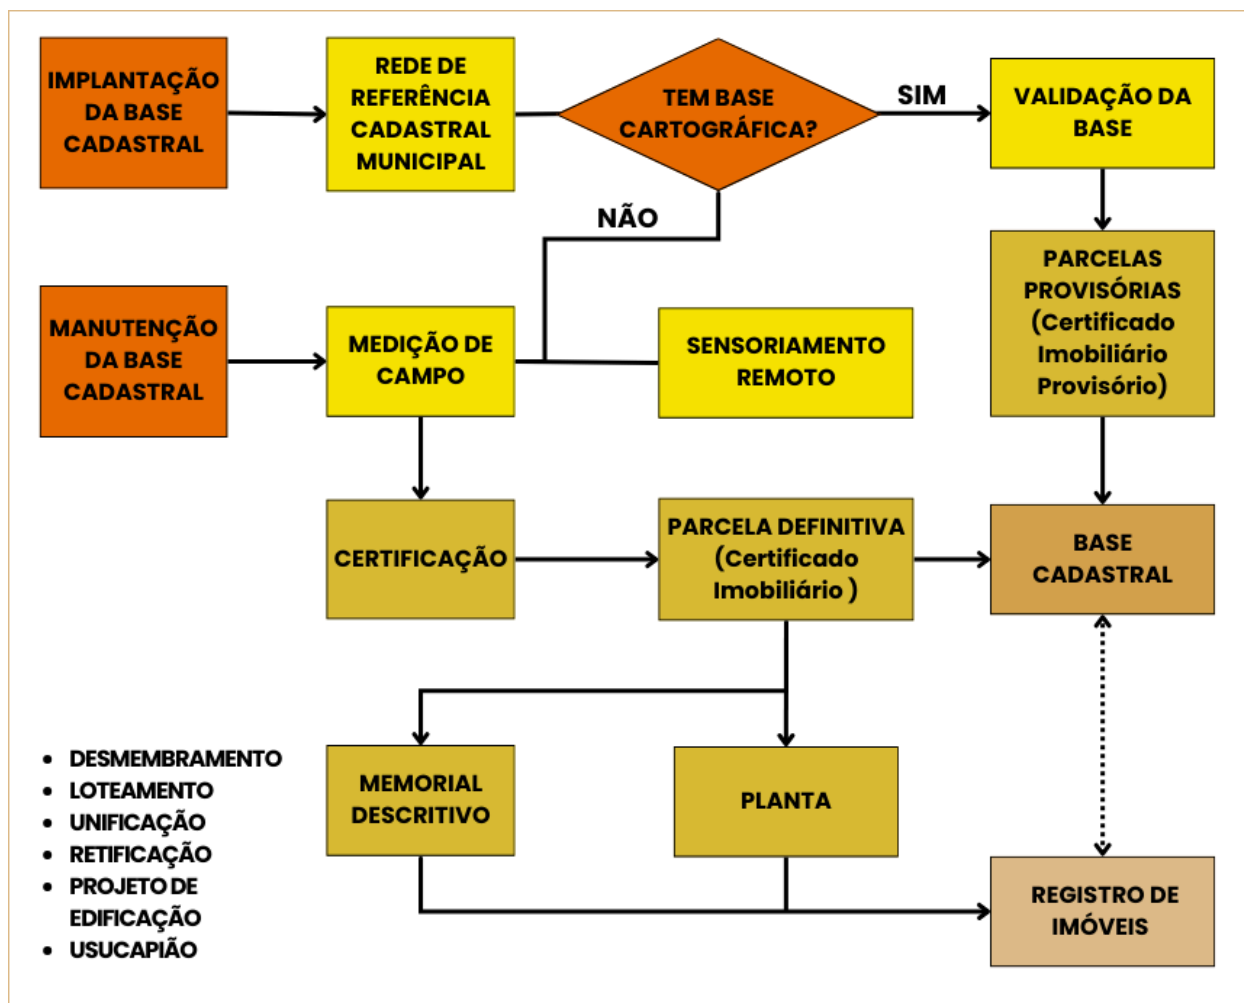 IMPLANTAÇÃO
DA BASE
CADASTRAL
REDE DE
REFERÊNCIA
CADASTRAL
MUNICIPAL
TEM BASE
CARTOGRÁFICA?
SIM
VALIDAÇÃO DA
BASE
NÃO
PARCELAS
PROVISÓRIAS
(Certificado
Imobiliário
Provisório)
MANUTENÇÃO
DA BASE
CADASTRAL
MEDIÇÃO DE
CAMPO
SENSORIAMENTO
REMOTO
CERTIFICAÇÃO
PARCELA DEFINITIVA
(Certificado
Imobiliário )
BASE
CADASTRAL
• DESMEMBRAMENTO
• LOTEAMENTO
• UNIFICAÇÃO
• RETIFICAÇÃO
• PROJETO DE
EDIFICAÇÃO
• USUCAPIÃO
MEMORIAL
DESCRITIVO
PLANTA
REGISTRO DE
IMÓVEIS